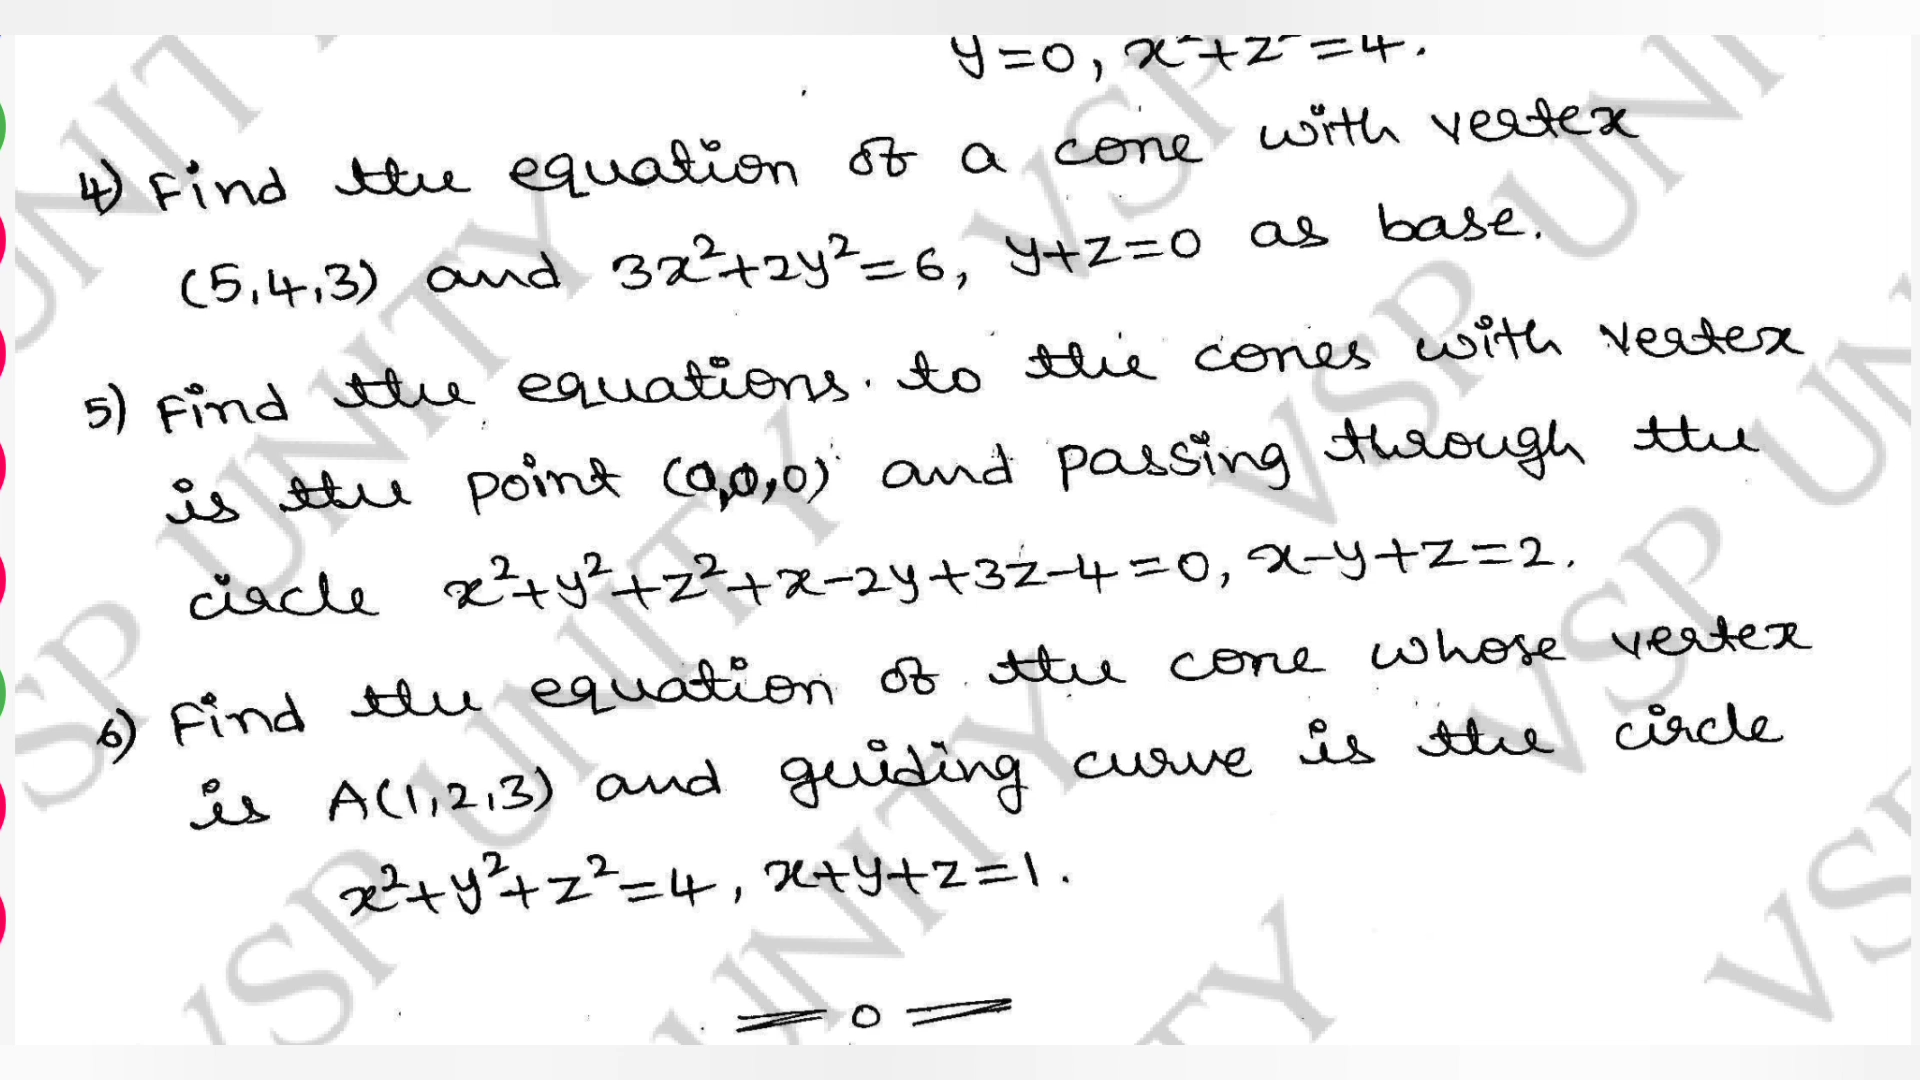 y=0, x²+z²=4.
4) Find the equation of a cone with vertex
(5,4,3) and 3x²+2y²=6, y+z=0 as base.
5) Find the equations to the cones with vertex
is the point (0,0,0) and passing through the
circle x²+y²+z²+x-2y+3z-4=0, x-y+z=2.
6) Find the equation of the cone whose vertex
is A(1,2,3) and guiding curve is the circle
x²+y²+z²=4, x+y+z=1.
= 0 =
VSP UNITY